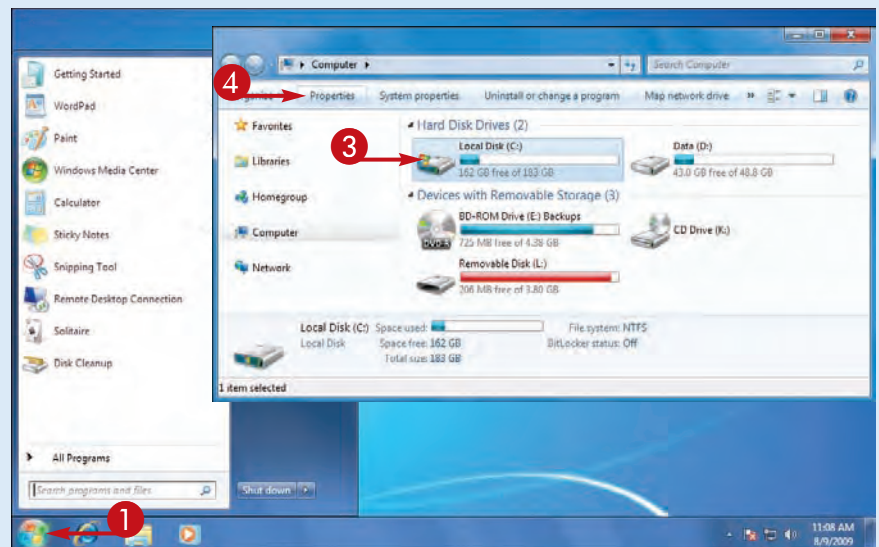 Getting Started
WordPad
Paint
Windows Media Center
Calculator
Sticky Notes
Snipping Tool
Remote Desktop Connection
Solitaire
Disk Cleanup
All Programs
Search programs and files
Shut down
1
Computer
Search Computer
4
Organize Properties System properties Uninstall or change a program Map network drive »
Favorites
Libraries
Homegroup
Computer
Network
Hard Disk Drives (2)
3
Local Disk (C:)
162 GB free of 183 GB
Data (D:)
43.0 GB free of 48.8 GB
Devices with Removable Storage (3)
BD-ROM Drive (E:) Backups
725 MB free of 4.38 GB
CD Drive (K:)
Removable Disk (L:)
206 MB free of 3.80 GB
Local Disk (C:) Space used: File system: NTFS
Local Disk Space free: 162 GB BitLocker status: Off
Total size: 183 GB
1 item selected
11:08 AM
8/9/2009